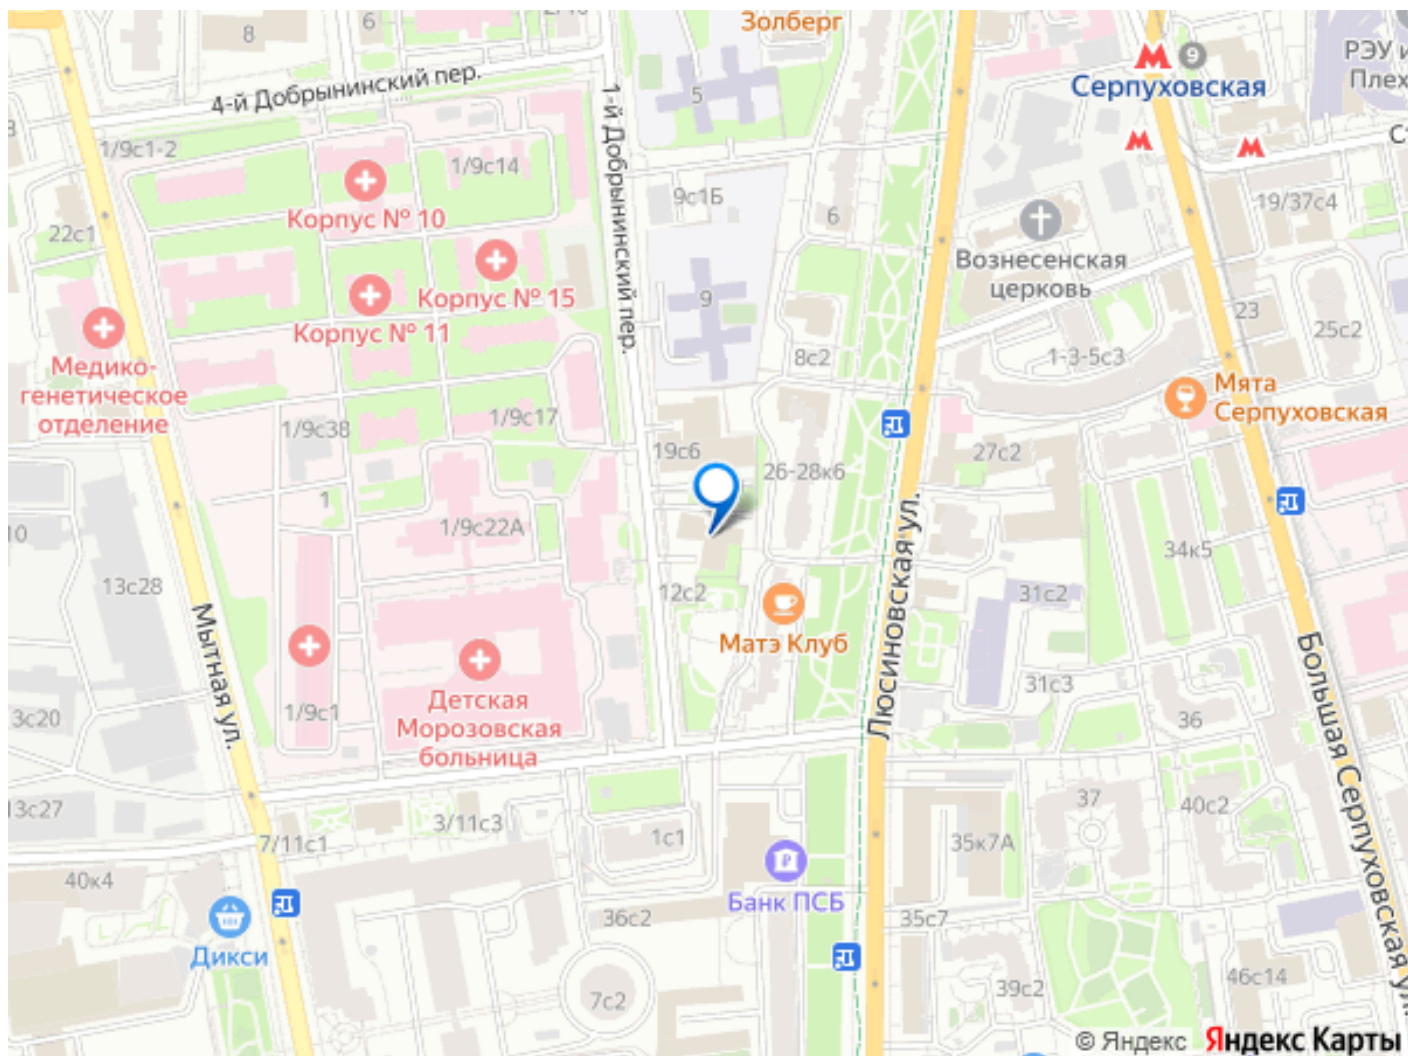 Золберг
8
6
РЭУ и
Плех
9
Серпуховская
4-й Добрынинский пер.
1-й Добрынинский пер.
5
1/9с1-2
1/9с14
Корпус № 10
9с1Б
6
19/37с4
22с1
Вознесенская
церковь
Корпус № 15
Корпус № 11
9
23
25с2
8с2
1-3-5с3
Медико-
генетическое
отделение
Мята
Серпуховская
1/9с38
1/9с17
19с6
26-28к6
27с2
1
1/9с22А
10
34к5
13с28
12с2
31с2
Матэ Клуб
Люсиновская ул.
Мытная ул.
Большая Серпуховская ул.
31с3
3с20
1/9с1
Детская
Морозовская
больница
36
37
40с2
13с27
3/11с3
7/11с1
1с1
35к7А
40к4
Банк ПСБ
36с2
35с7
Дикси
7с2
39с2
46с14
© Яндекс Яндекс Карты